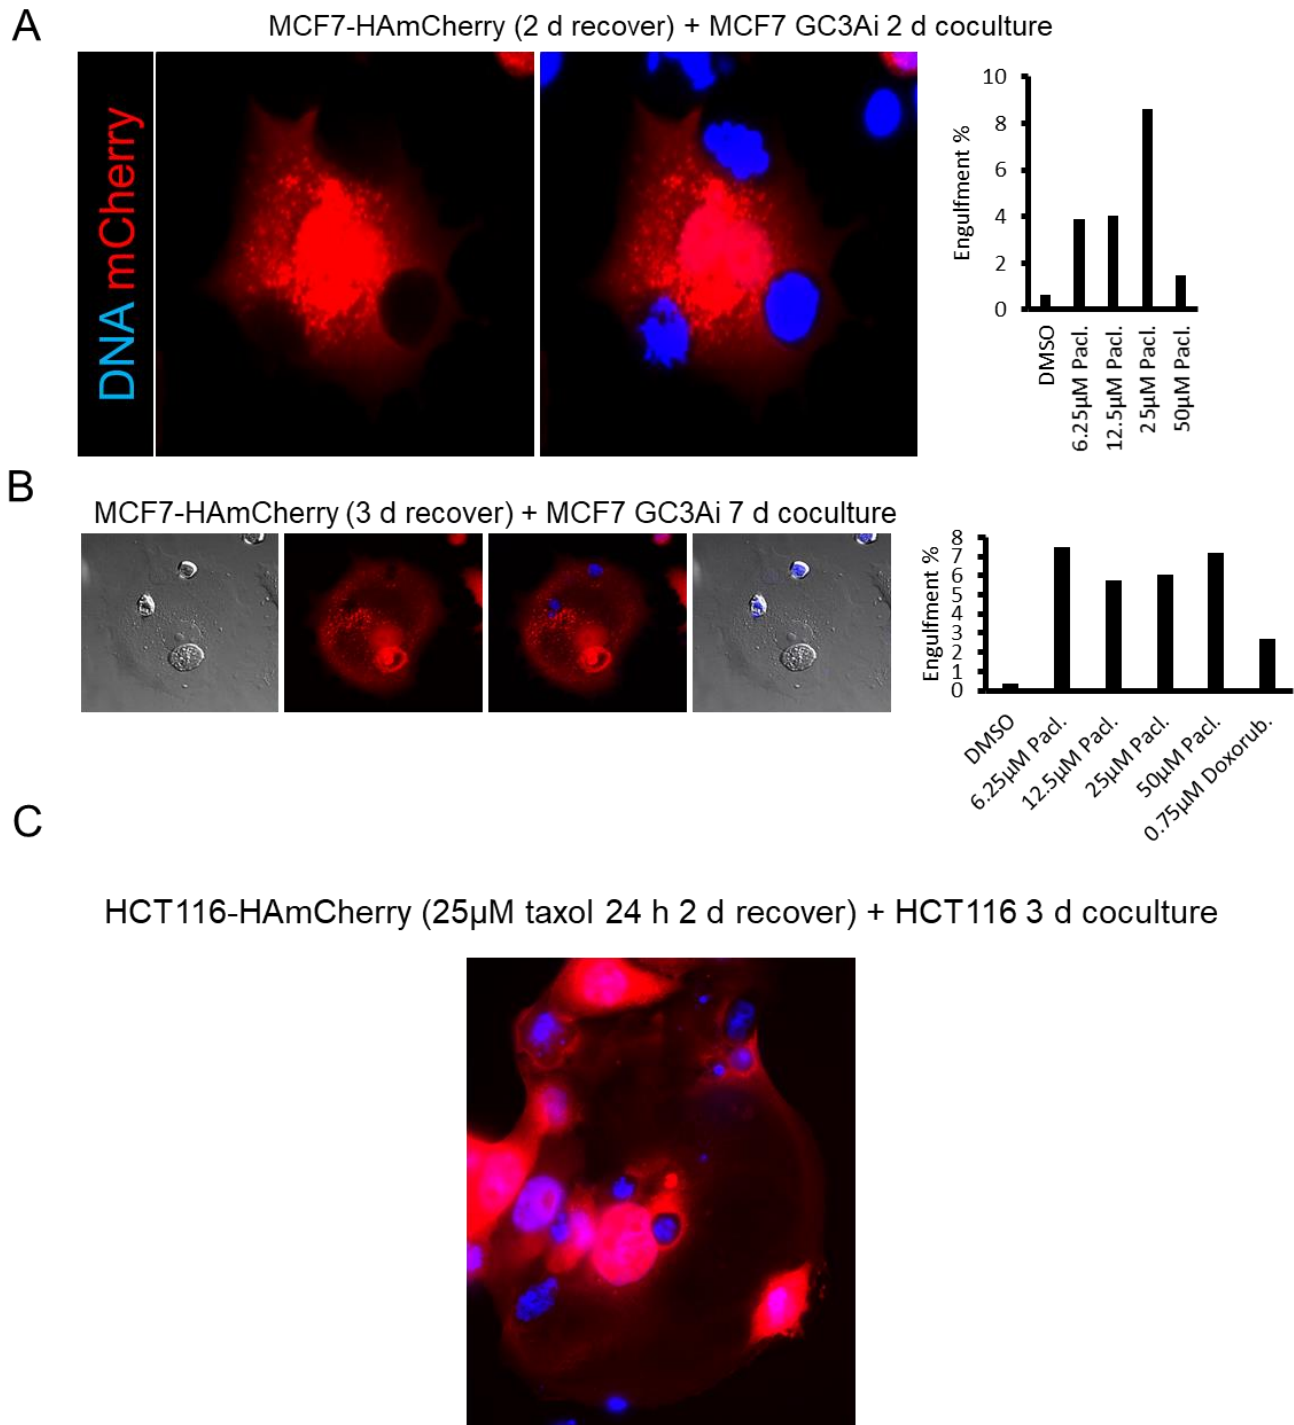 A
MCF7-HAmCherry (2 d recover) + MCF7 GC3Ai 2 d coculture
DNA mCherry
Engulfment %
10
8
6
4
2
0
DMSO
6.25µM Pacl.
12.5µM Pacl.
25µM Pacl.
50µM Pacl.
B
MCF7-HAmCherry (3 d recover) + MCF7 GC3Ai 7 d coculture
Engulfment %
8
7
6
5
4
3
2
1
0
DMSO
6.25µM Pacl.
12.5µM Pacl.
25µM Pacl.
50µM Pacl.
0.75µM Doxorub.
C
HCT116-HAmCherry (25µM taxol 24 h 2 d recover) + HCT116 3 d coculture